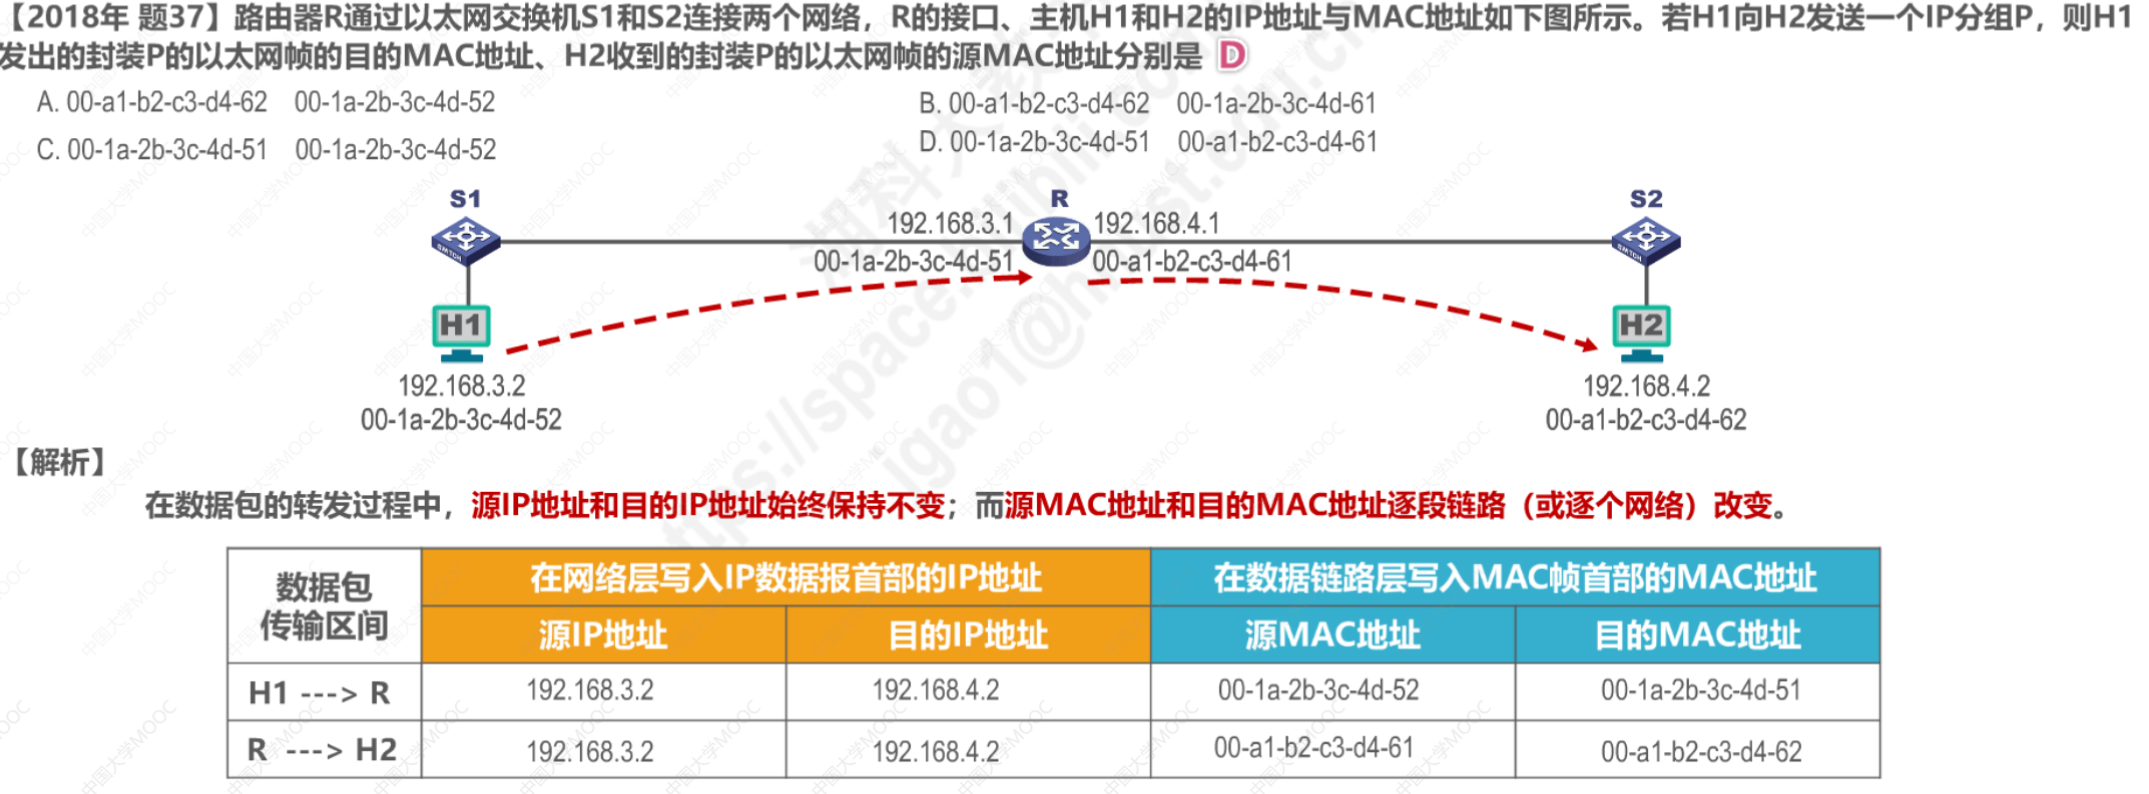 【2018年 题37】路由器R通过以太网交换机S1和S2连接两个网络，R的接口、主机H1和H2的IP地址与MAC地址如下图所示。若H1向H2发送一个IP分组P，则H1
发出的封装P的以太网帧的目的MAC地址、H2收到的封装P的以太网帧的源MAC地址分别是 D
A. 00-a1-b2-c3-d4-62 00-1a-2b-3c-4d-52
B. 00-a1-b2-c3-d4-62 00-1a-2b-3c-4d-61
C. 00-1a-2b-3c-4d-51 00-1a-2b-3c-4d-52
D. 00-1a-2b-3c-4d-51 00-a1-b2-c3-d4-61
S1
R
S2
192.168.3.1
192.168.4.1
00-1a-2b-3c-4d-51
00-a1-b2-c3-d4-61
H1
H2
192.168.3.2
192.168.4.2
00-1a-2b-3c-4d-52
00-a1-b2-c3-d4-62
【解析】
在数据包的转发过程中，源IP地址和目的IP地址始终保持不变；而源MAC地址和目的MAC地址逐段链路（或逐个网络）改变。
数据包
传输区间
在网络层写入IP数据报首部的IP地址
在数据链路层写入MAC帧首部的MAC地址
源IP地址
目的IP地址
源MAC地址
目的MAC地址
H1 ---> R
192.168.3.2
192.168.4.2
00-1a-2b-3c-4d-52
00-1a-2b-3c-4d-51
R ---> H2
192.168.3.2
192.168.4.2
00-a1-b2-c3-d4-61
00-a1-b2-c3-d4-62
中国大学MOOC